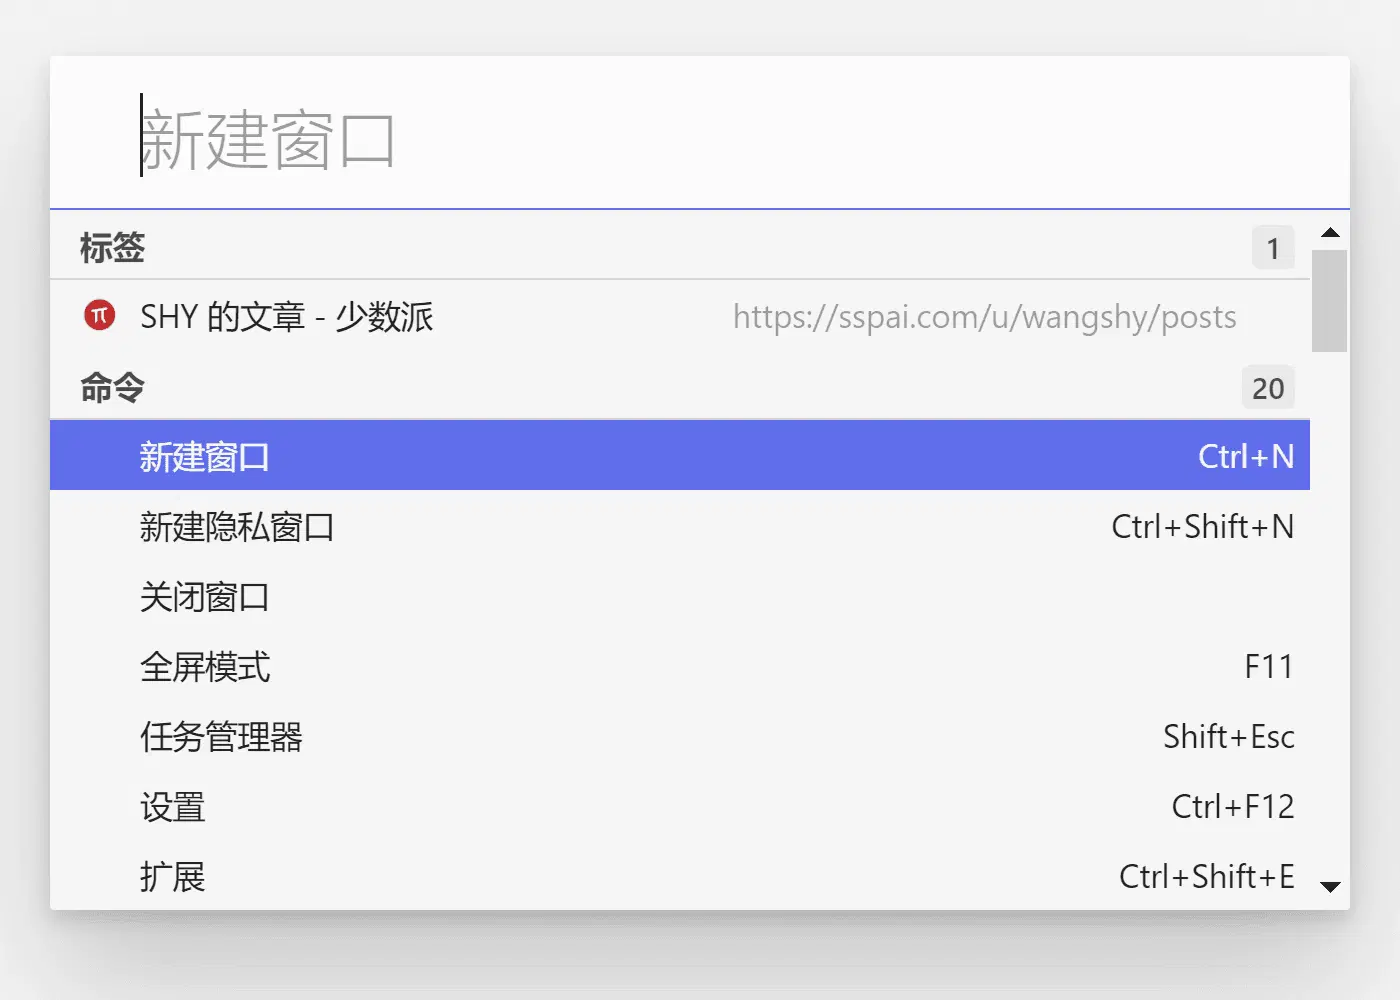 新建窗口
标签 1
π SHY 的文章 - 少数派 https://sspai.com/u/wangshy/posts
命令 20
新建窗口 Ctrl+N
新建隐私窗口 Ctrl+Shift+N
关闭窗口
全屏模式 F11
任务管理器 Shift+Esc
设置 Ctrl+F12
扩展 Ctrl+Shift+E